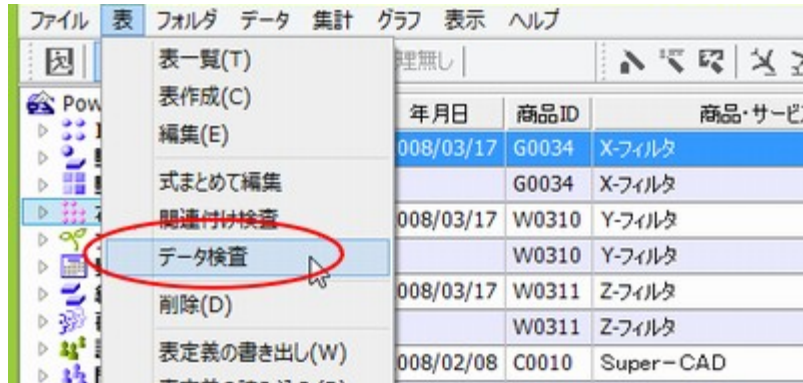 ファイル 表 フォルダ データ 集計 グラフ 表示 ヘルプ
表一覧(T)
理無し
表作成(C)
Pow
年月日 商品ID 商品・サービ
編集(E)
008/03/17 G0034 X-フィルタ
式まとめて編集
G0034 X-フィルタ
関連付け検査
008/03/17 W0310 Y-フィルタ
データ検査
W0310 Y-フィルタ
008/03/17 W0311 Z-フィルタ
削除(D)
W0311 Z-フィルタ
表定義の書き出し(W)
008/02/08 C0010 Super-CAD